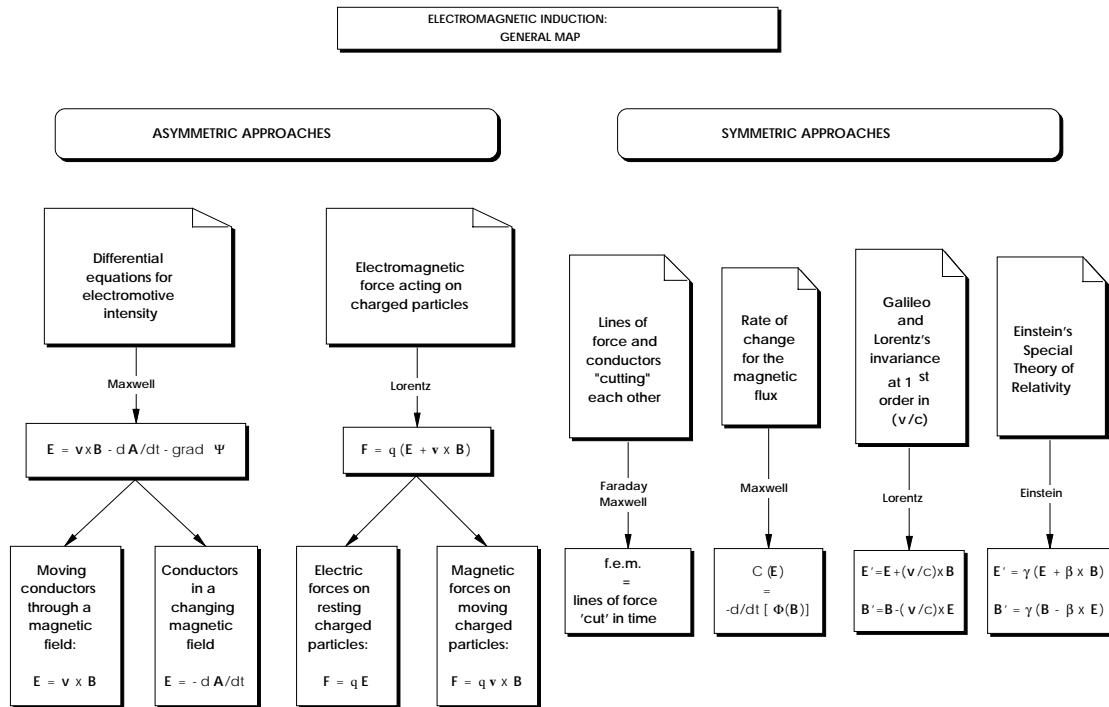 ELECTROMAGNETIC INDUCTION:
GENERAL MAP
ASYMMETRIC APPROACHES
SYMMETRIC APPROACHES
Differential
equations for
electromotive
intensity
Maxwell
E = v x B - d A/dt - grad Ψ
Moving
conductors
through a
magnetic
field:
E = v x B
Conductors
in a
changing
magnetic
field
E = - d A/dt
Electromagnetic
force acting on
charged particles
Lorentz
F = q (E + v x B)
Electric
forces on
resting
charged
particles:
F = q E
Magnetic
forces on
moving
charged
particles:
F = q v x B
Lines of
force and
conductors
"cutting"
each other
Faraday
Maxwell
f.e.m.
=
lines of force
'cut' in time
Rate of
change
for the
magnetic
flux
Maxwell
C (E)
=
-d/dt [ Φ(B)]
Galileo
and
Lorentz's
invariance
at 1 st
order in
(v/c)
Lorentz
E'=E+(v/c)x B
B'=B-(v/c)x E
Einstein's
Special
Theory of
Relativity
Einstein
E' = γ (E + β x B)
B' = γ (B - β x E)